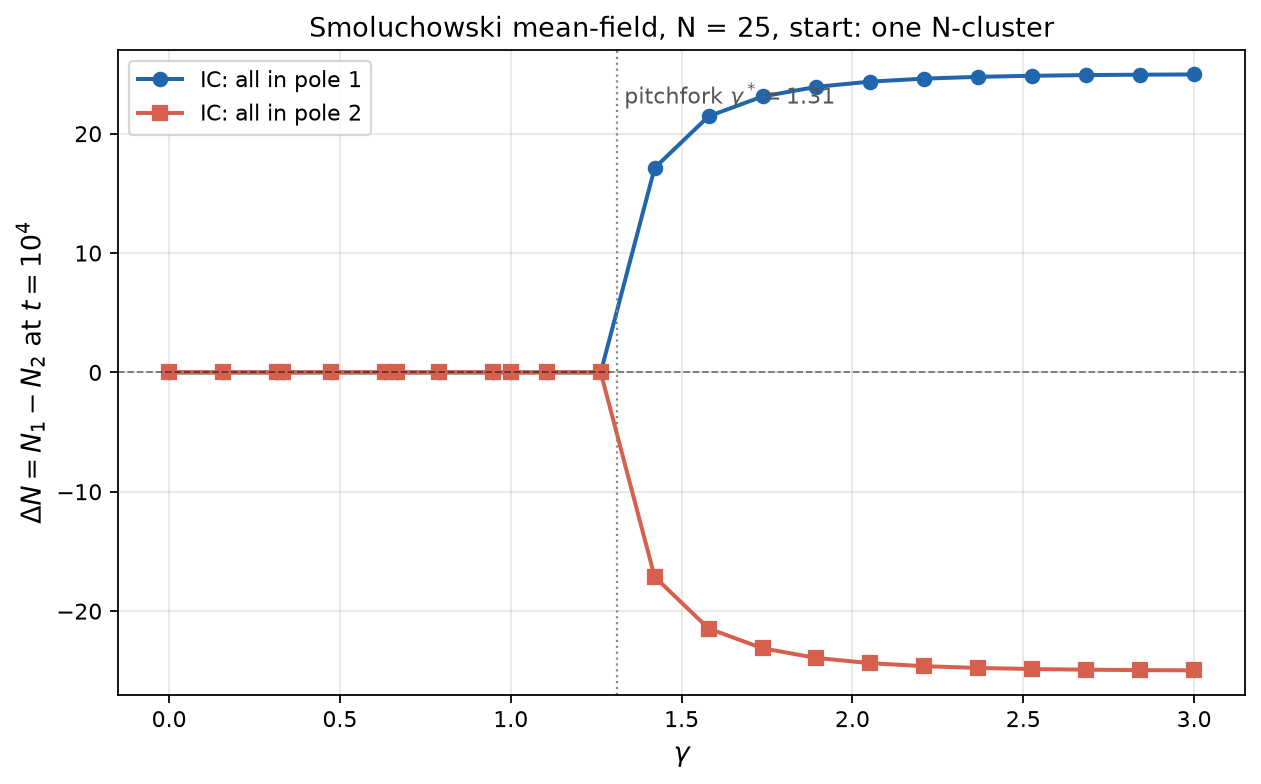 Smoluchowski mean-field, N = 25, start: one N-cluster
IC: all in pole 1
IC: all in pole 2
pitchfork γ* = 1.31
ΔN = N₁ − N₂ at t = 10⁴
20
10
0
−10
−20
0.0 0.5 1.0 1.5 2.0 2.5 3.0
γ